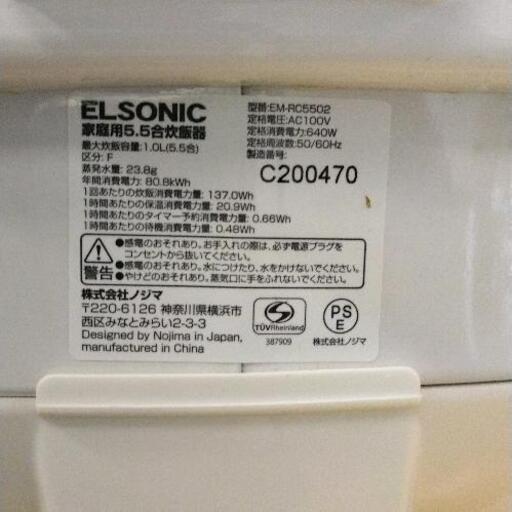 ELSONIC
家庭用5.5合炊飯器
最大炊飯容量:1.0L(5.5合)
区分: F
蒸発水量: 23.8g
年間消費電力: 80.8kWh
1回あたりの炊飯消費電力量: 137.0Wh
1時間あたりの保温消費電力量: 20.9Wh
1時間あたりのタイマー予約消費電力量: 0.66Wh
1時間あたりの待機消費電力量: 0.48Wh
型番:EM-RC5502
定格電圧:AC100V
定格消費電力:640W
定格周波数:50/60Hz
製造番号:
C200470
警告
●感電のおそれあり。お手入れの際は、必ず電源プラグを
コンセントから抜いてください。
●感電のおそれあり。水につけたり、水をかけないでください。
●やけどのおそれあり。蒸気口に手をふれないでください。
株式会社ノジマ
〒220-6126 神奈川県横浜市
西区みなとみらい2-3-3
Designed by Nojima in Japan,
manufactured in China
TÜVRheinland
387909
PS
E
株式会社ノジマ